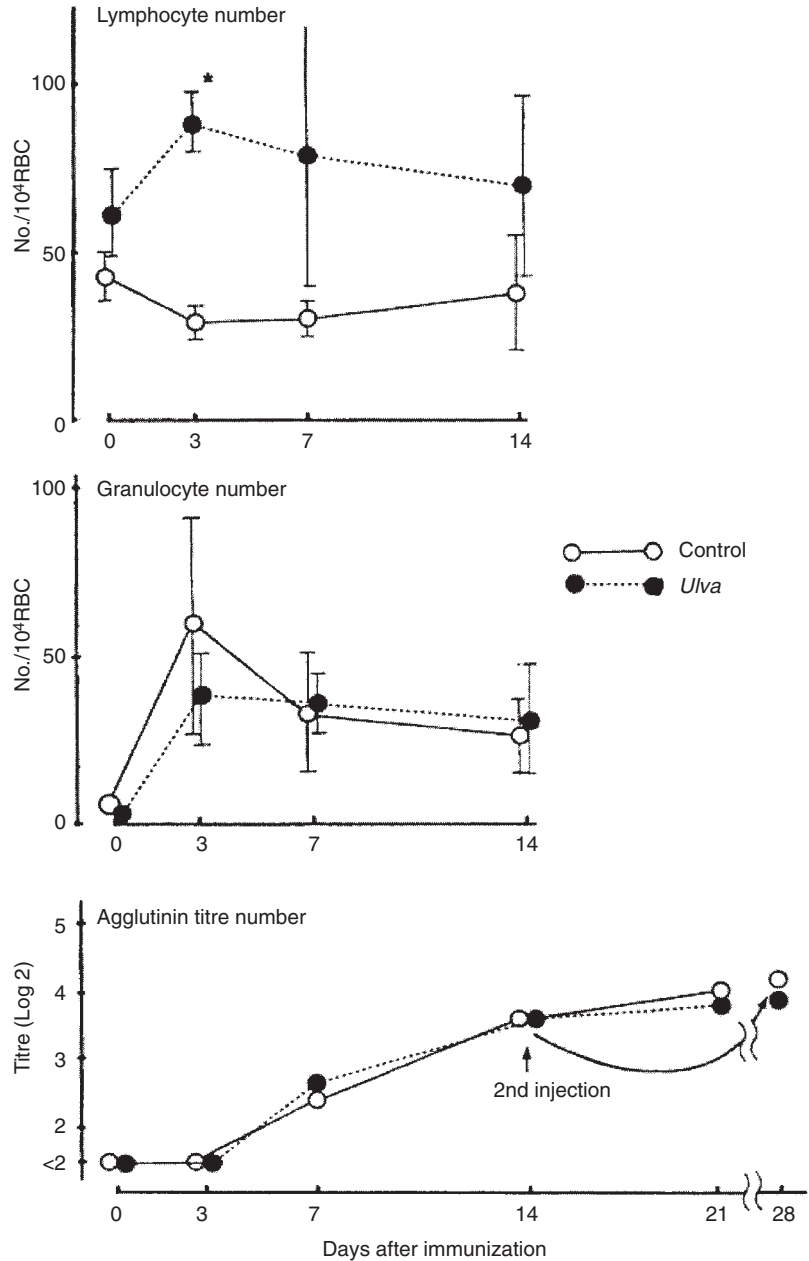 Lymphocyte number
100
*
50
0
No./10⁴RBC
0 3 7 14
Granulocyte number
100
50
0
No./10⁴RBC
0 3 7 14
Control
Ulva
Agglutinin titre number
5
4
3
2
<2
Titre (Log 2)
2nd injection
0 3 7 14 21 28
Days after immunization